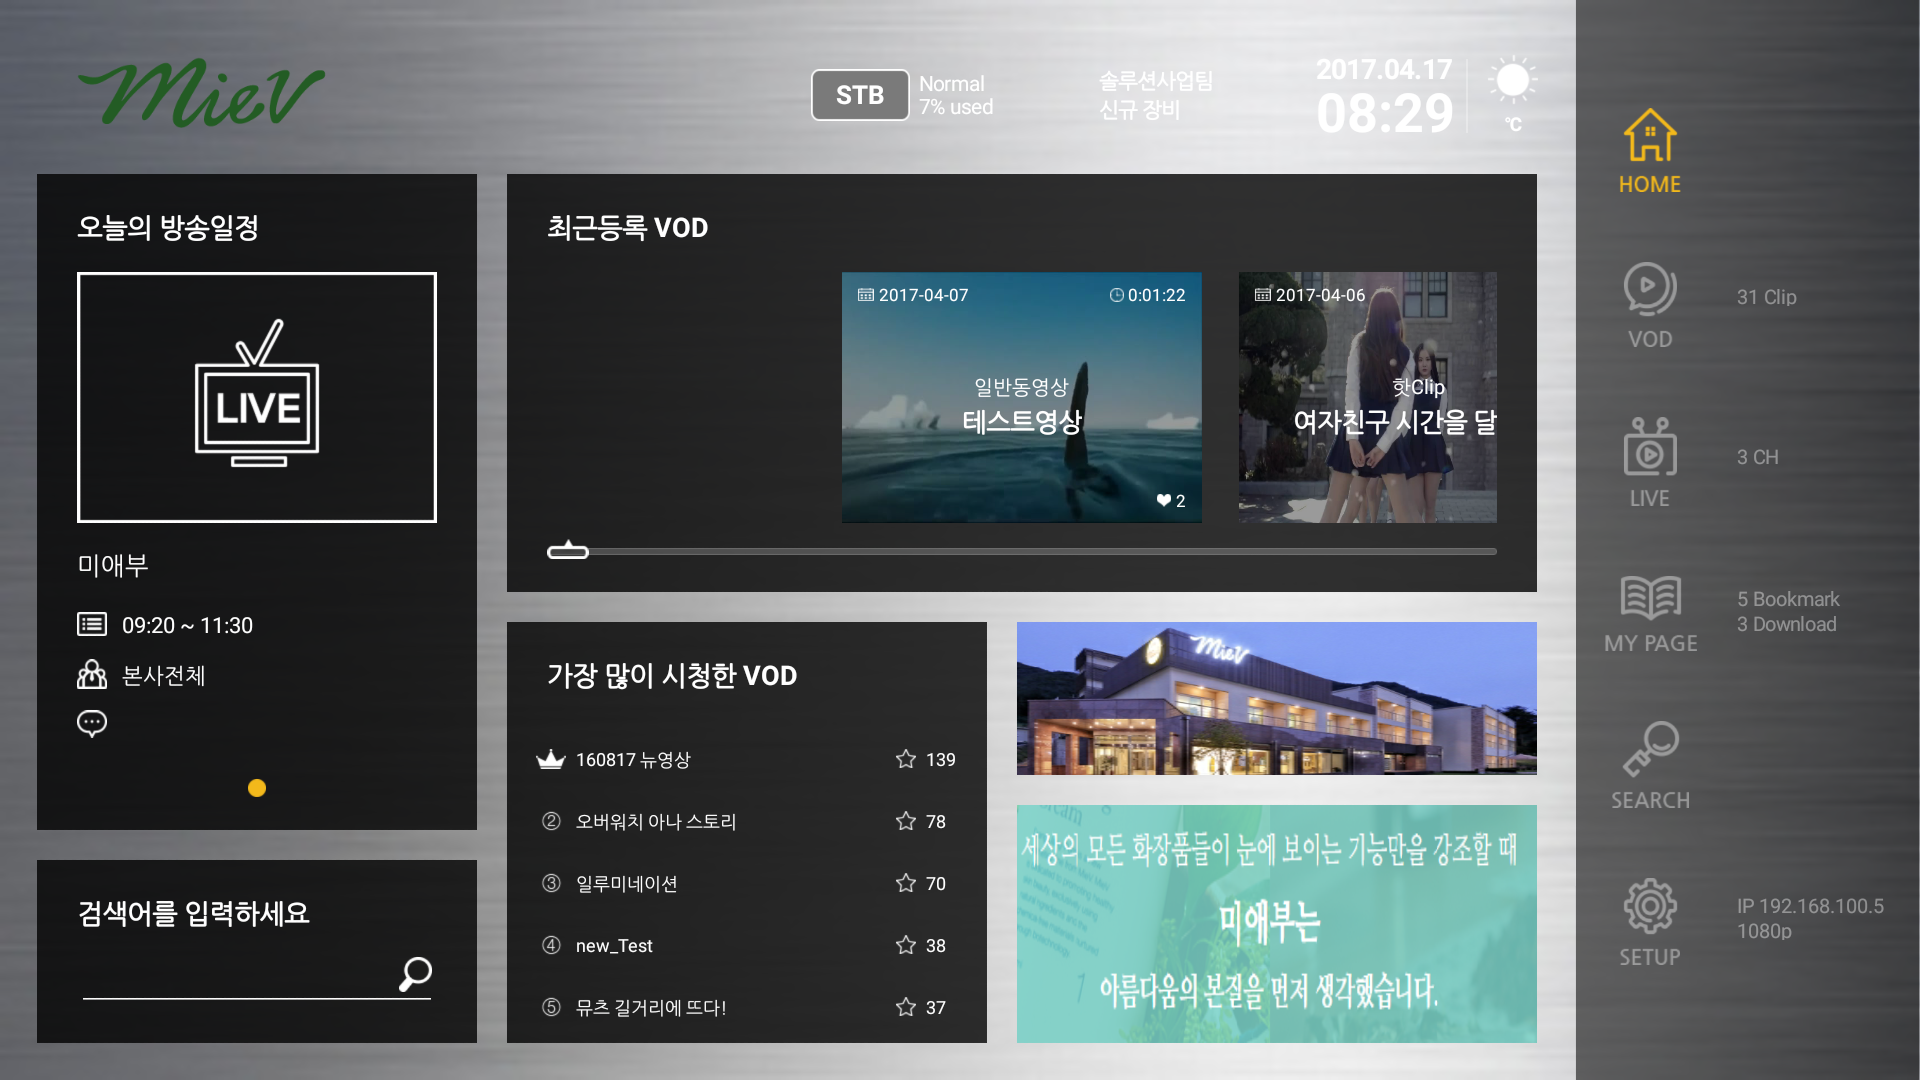 MieV
STB
Normal
7% used
솔루션사업팀
신규 장비
2017.04.17
08:29
℃
오늘의 방송일정
LIVE
미애부
09:20 ~ 11:30
본사전체
검색어를 입력하세요
최근등록 VOD
2017-04-07
0:01:22
일반동영상
테스트영상
2
2017-04-06
핫Clip
여자친구 시간을 달
가장 많이 시청한 VOD
160817 뉴영상 139
② 오버워치 아나 스토리 78
③ 일루미네이션 70
④ new_Test 38
⑤ 뮤츠 길거리에 뜨다! 37
MieV
세상의 모든 화장품들이 눈에 보이는 기능만을 강조할 때
미애부는
아름다움의 본질을 먼저 생각했습니다.
HOME
VOD
31 Clip
LIVE
3 CH
MY PAGE
5 Bookmark
3 Download
SEARCH
SETUP
IP 192.168.100.5
1080p